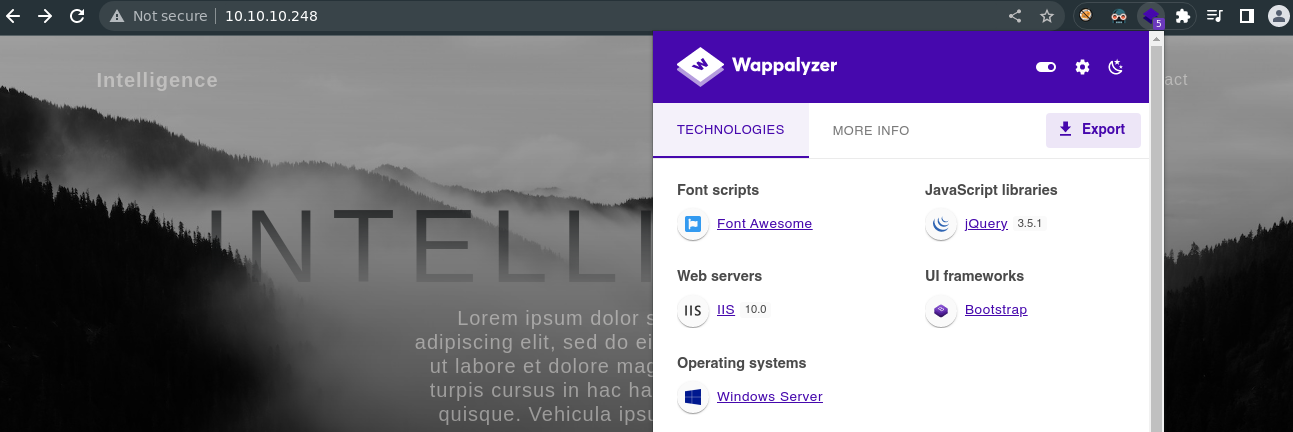 Not secure 10.10.10.248
5
Intelligence
act
INTELLI
Lorem ipsum dolor s
adipiscing elit, sed do ei
ut labore et dolore mag
turpis cursus in hac ha
quisque. Vehicula ipsu
W Wappalyzer
TECHNOLOGIES MORE INFO Export
Font scripts
Font Awesome
JavaScript libraries
jQuery 3.5.1
Web servers
IIS IIS 10.0
UI frameworks
Bootstrap
Operating systems
Windows Server